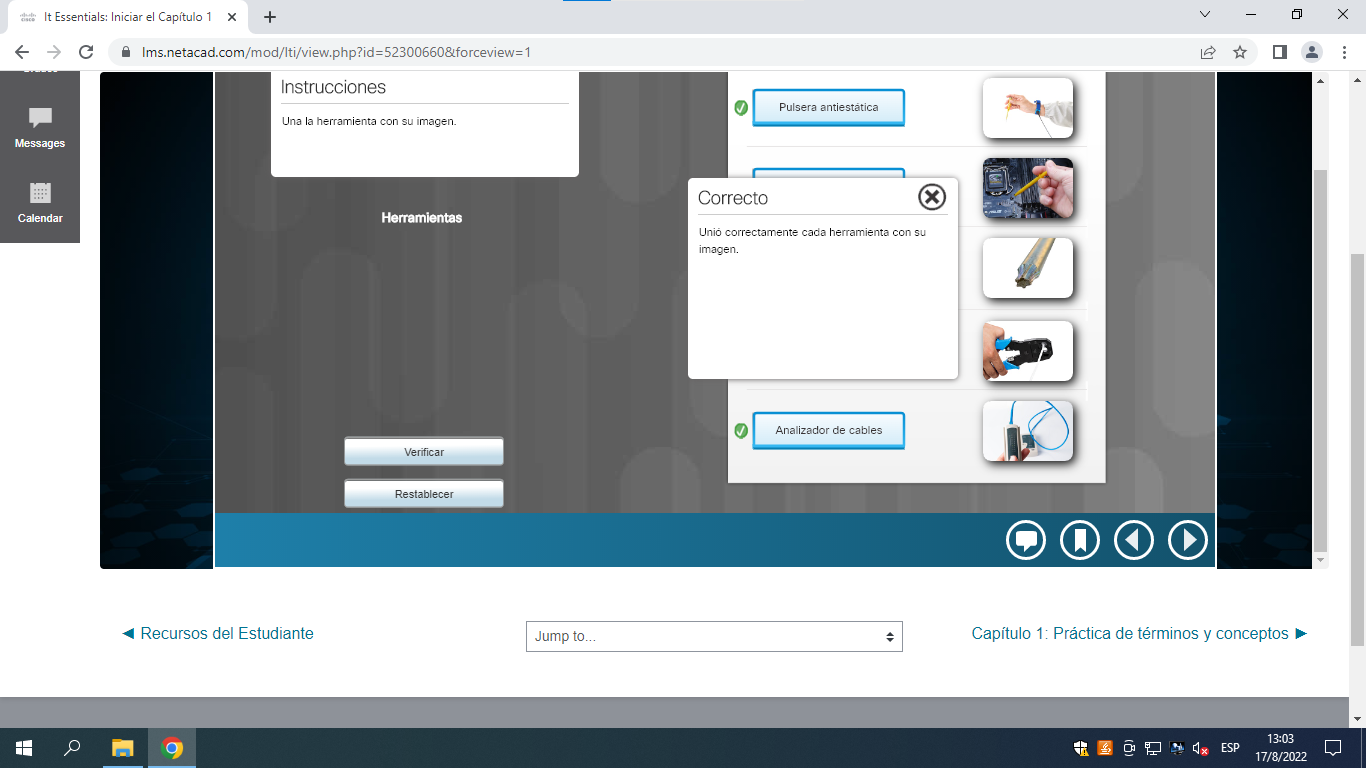 It Essentials: Iniciar el Capítulo 1
lms.netacad.com/mod/lti/view.php?id=52300660&forceview=1
Messages
Calendar
Instrucciones
Una la herramienta con su imagen.
Herramientas
Verificar
Restablecer
Pulsera antiestática
Correcto
Unió correctamente cada herramienta con su
imagen.
Analizador de cables
◄ Recursos del Estudiante
Jump to...
Capítulo 1: Práctica de términos y conceptos ►
ESP
13:03
17/8/2022